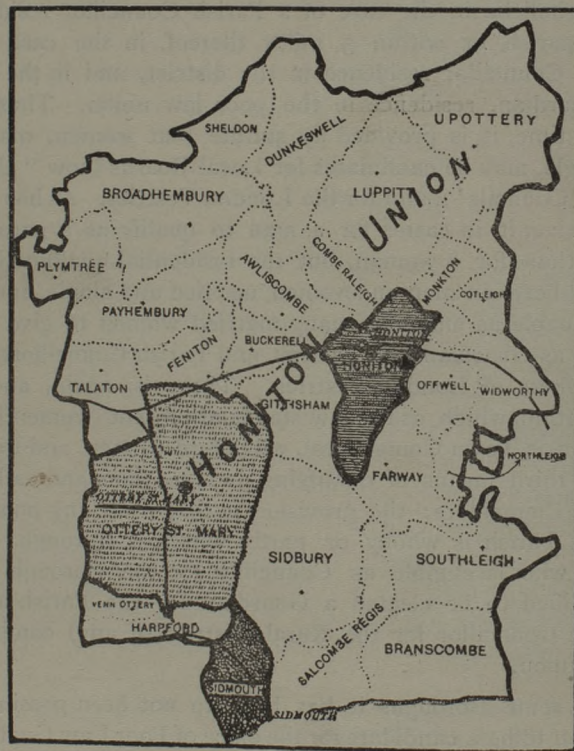 UPOTTERY
SHELDON
DUNKESWELL
BROADHEMBURY
LUPPITT
UNION
PLYMTREE
AWLISCOMBE
COMBE RALEIGH
MONKTON
COTLEIGH
PAYHEMBURY
FENITON
BUCKERELL
HONITON
HONITON
TALATON
GITTISHAM
OFFWELL
WIDWORTHY
HONITON
NORTHLEIGH
FARWAY
OTTERY ST. MARY
OTTERY ST. MARY
SIDBURY
SOUTHLEIGH
VENN OTTERY
HARPFORD
SALCOMBE REGIS
BRANSCOMBE
SIDMOUTH
SIDMOUTH